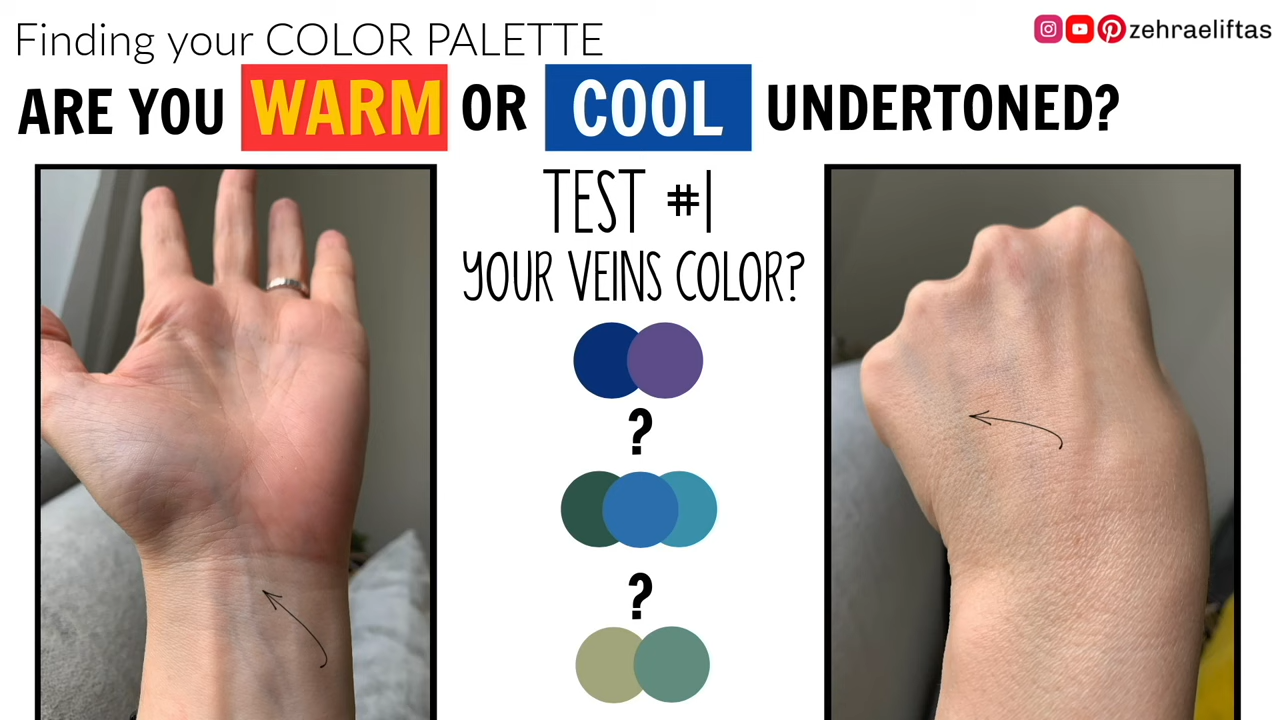 Finding your COLOR PALETTE
zehraeliftas
ARE YOU WARM OR COOL UNDERTONED?
TEST #1
YOUR VEINS COLOR?
?
?